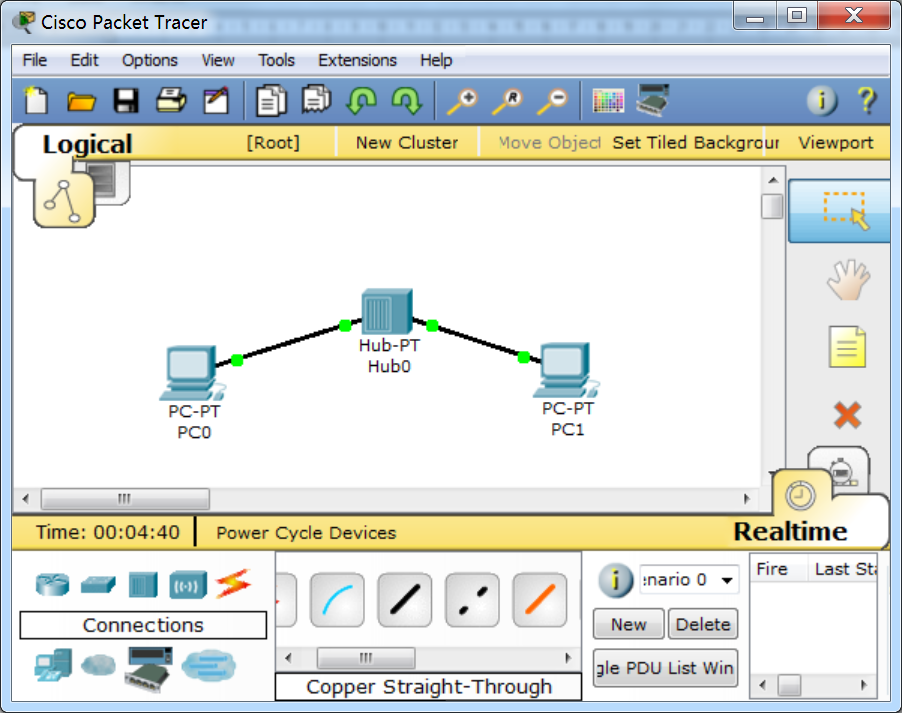 Cisco Packet Tracer
File Edit Options View Tools Extensions Help
Logical [Root] New Cluster Move Object Set Tiled Backgroun Viewport
Hub-PT
Hub0
PC-PT
PC0
PC-PT
PC1
Time: 00:04:40 Power Cycle Devices Realtime
Fire Last Sta
enario 0
New Delete
Connections
gle PDU List Win
Copper Straight-Through